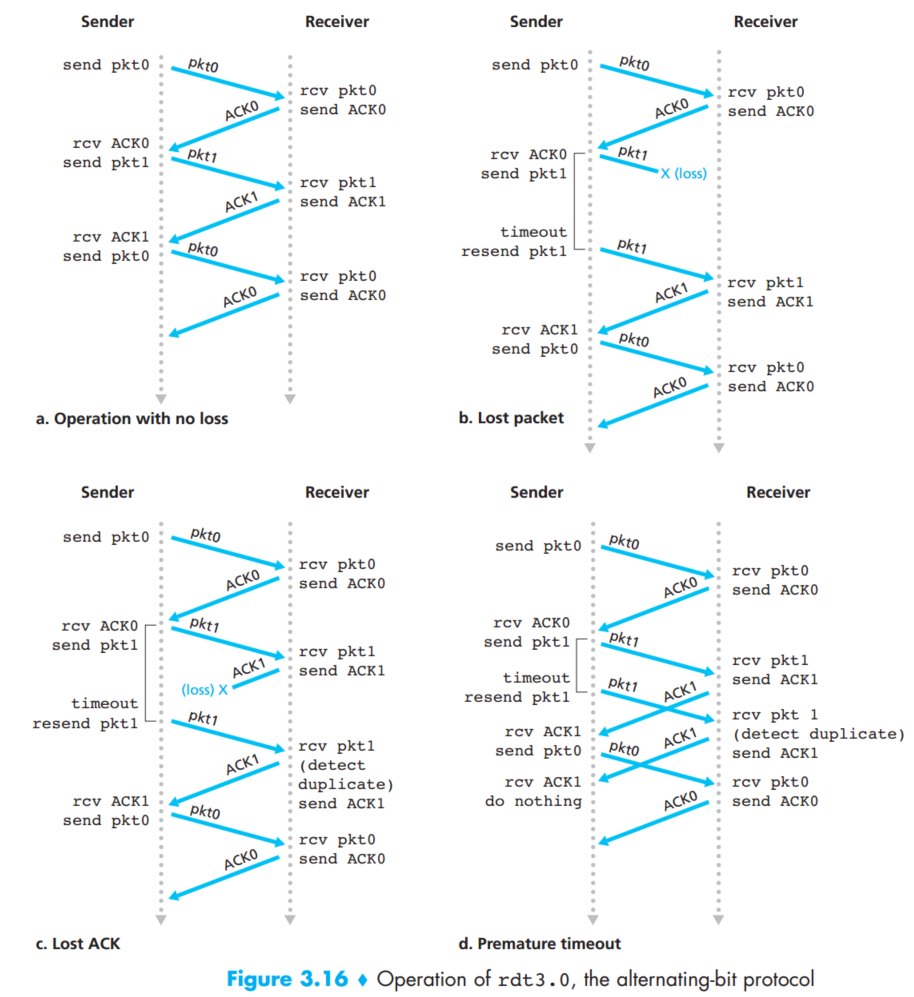 Sender
Receiver
send pkt0
pkt0
rcv pkt0
send ACK0
ACK0
rcv ACK0
send pkt1
pkt1
rcv pkt1
send ACK1
ACK1
rcv ACK1
send pkt0
pkt0
rcv pkt0
send ACK0
ACK0
a. Operation with no loss
Sender
Receiver
send pkt0
pkt0
rcv pkt0
send ACK0
ACK0
rcv ACK0
send pkt1
pkt1
X (loss)
timeout
resend pkt1
pkt1
rcv pkt1
send ACK1
ACK1
rcv ACK1
send pkt0
pkt0
rcv pkt0
send ACK0
ACK0
b. Lost packet
Sender
Receiver
send pkt0
pkt0
rcv pkt0
send ACK0
ACK0
rcv ACK0
send pkt1
pkt1
rcv pkt1
send ACK1
ACK1
(loss) X
timeout
resend pkt1
pkt1
rcv pkt1
(detect
duplicate)
send ACK1
ACK1
rcv ACK1
send pkt0
pkt0
rcv pkt0
send ACK0
ACK0
c. Lost ACK
Sender
Receiver
send pkt0
pkt0
rcv pkt0
send ACK0
ACK0
rcv ACK0
send pkt1
pkt1
rcv pkt1
send ACK1
ACK1
timeout
resend pkt1
pkt1
rcv pkt 1
(detect duplicate)
send ACK1
ACK1
rcv ACK1
send pkt0
pkt0
rcv ACK1
do nothing
rcv pkt0
send ACK0
ACK0
d. Premature timeout
Figure 3.16 ♦ Operation of rdt3.0, the alternating-bit protocol